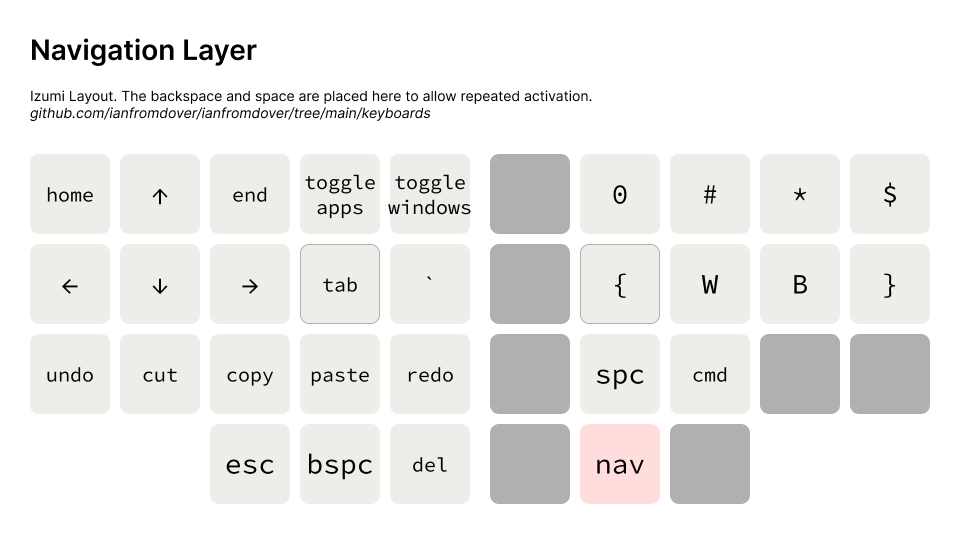 Navigation Layer
Izumi Layout. The backspace and space are placed here to allow repeated activation.
github.com/ianfromdover/ianfromdover/tree/main/keyboards
home ↑ end toggle apps toggle windows 0 # * $
← ↓ → tab ` { W B }
undo cut copy paste redo spc cmd
esc bspc del nav